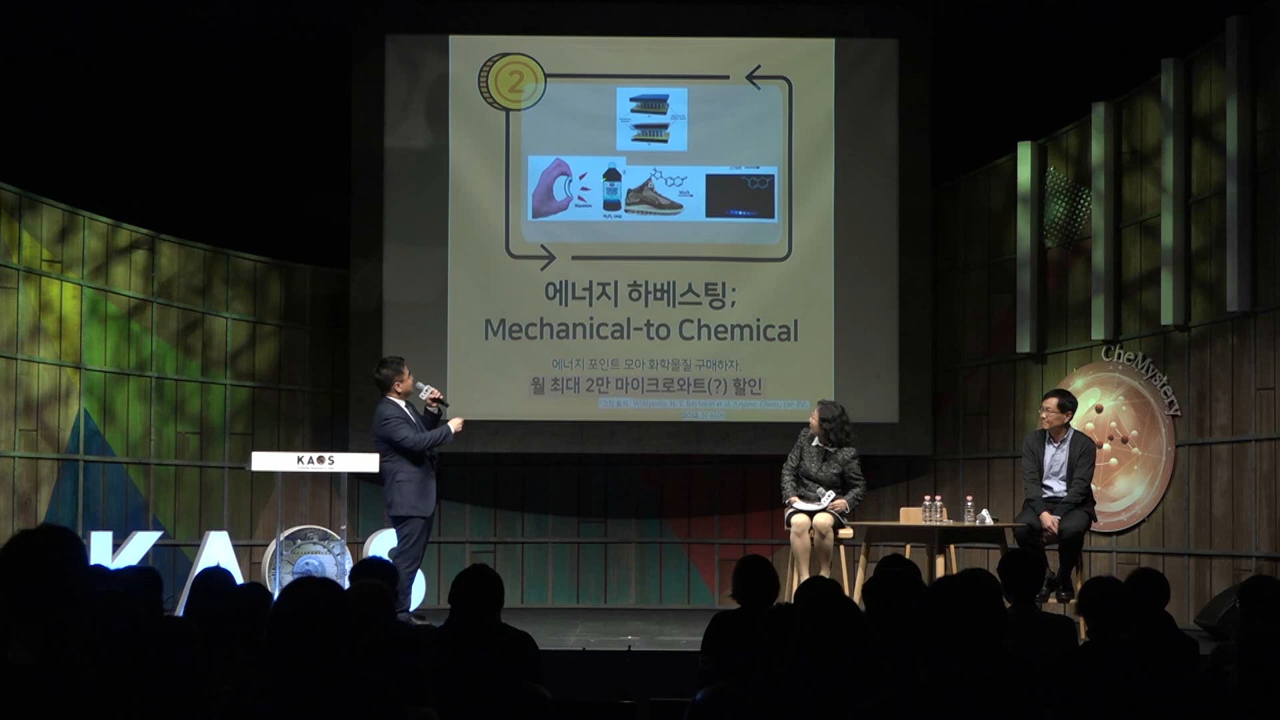 2
에너지 하베스팅;
Mechanical-to Chemical
에너지 포인트 모아 화학물질 구매하자.
월 최대 2만 마이크로와트(?) 할인
KAOS
CheMystery
KAOS